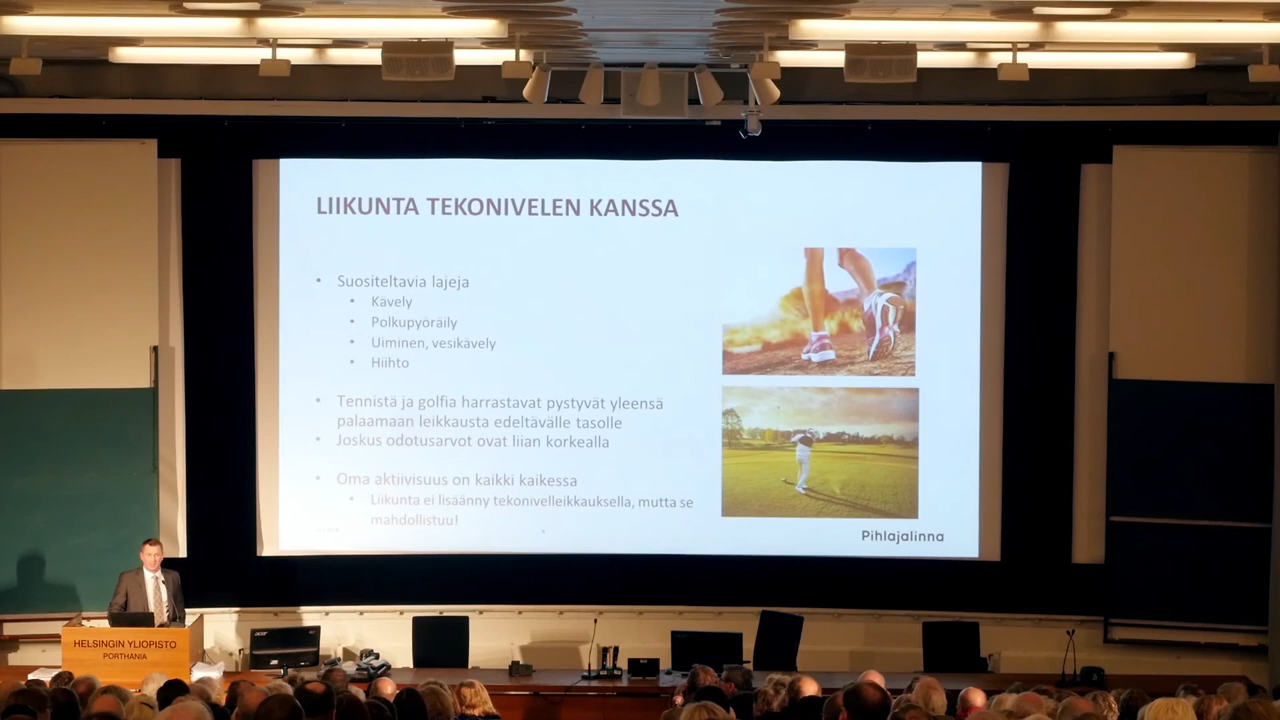 LIIKUNTA TEKONIVELEN KANSSA
• Suositeltavia lajeja
• Kävely
• Polkupyöräily
• Uiminen, vesikävely
• Hiihto
• Tennistä ja golfia harrastavat pystyvät yleensä
palaamaan leikkausta edeltävälle tasolle
• Joskus odotusarvot ovat liian korkealla
• Oma aktiivisuus on kaikki kaikessa
• Liikunta ei lisäänny tekonivelleikkauksella, mutta se
mahdollistuu!
Pihlajalinna
HELSINGIN YLIOPISTO
PORTHANIA
acer